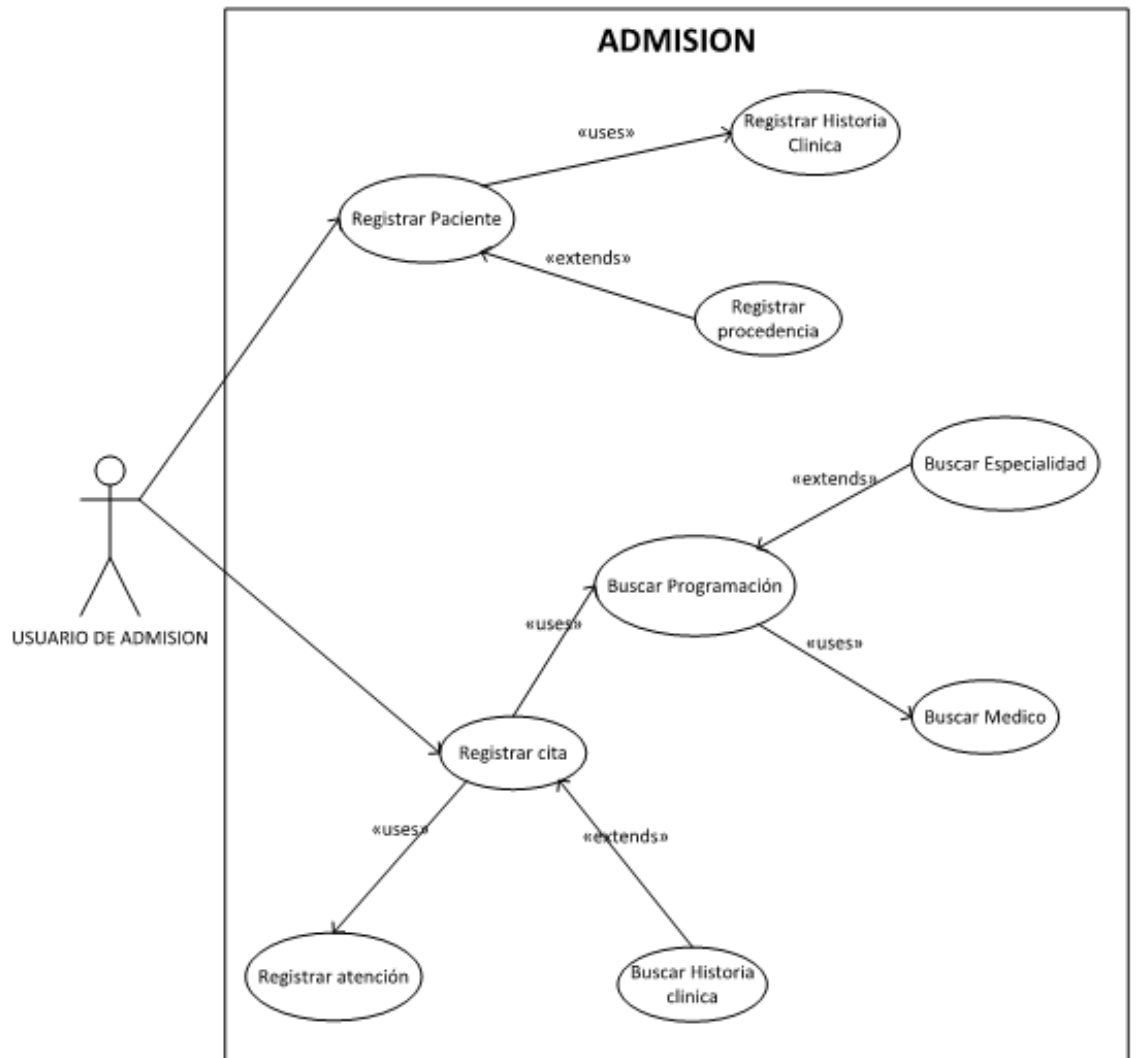 ADMISION
«uses»
Registrar Historia
Clinica
Registrar Paciente
«extends»
Registrar
procedencia
Buscar Especialidad
«extends»
Buscar Programación
USUARIO DE ADMISION
«uses»
«uses»
Buscar Medico
Registrar cita
«uses»
«extends»
Registrar atención
Buscar Historia
clinica